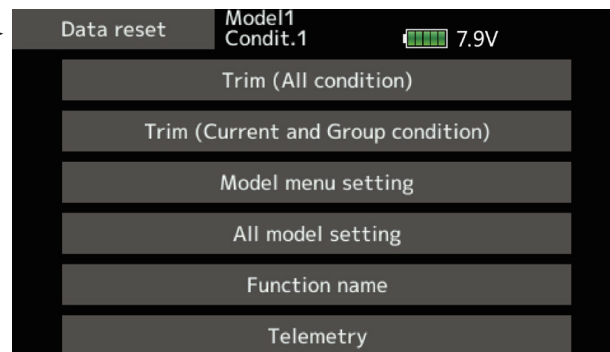 Data reset
Model1
Condit.1
7.9V
Trim (All condition)
Trim (Current and Group condition)
Model menu setting
All model setting
Function name
Telemetry